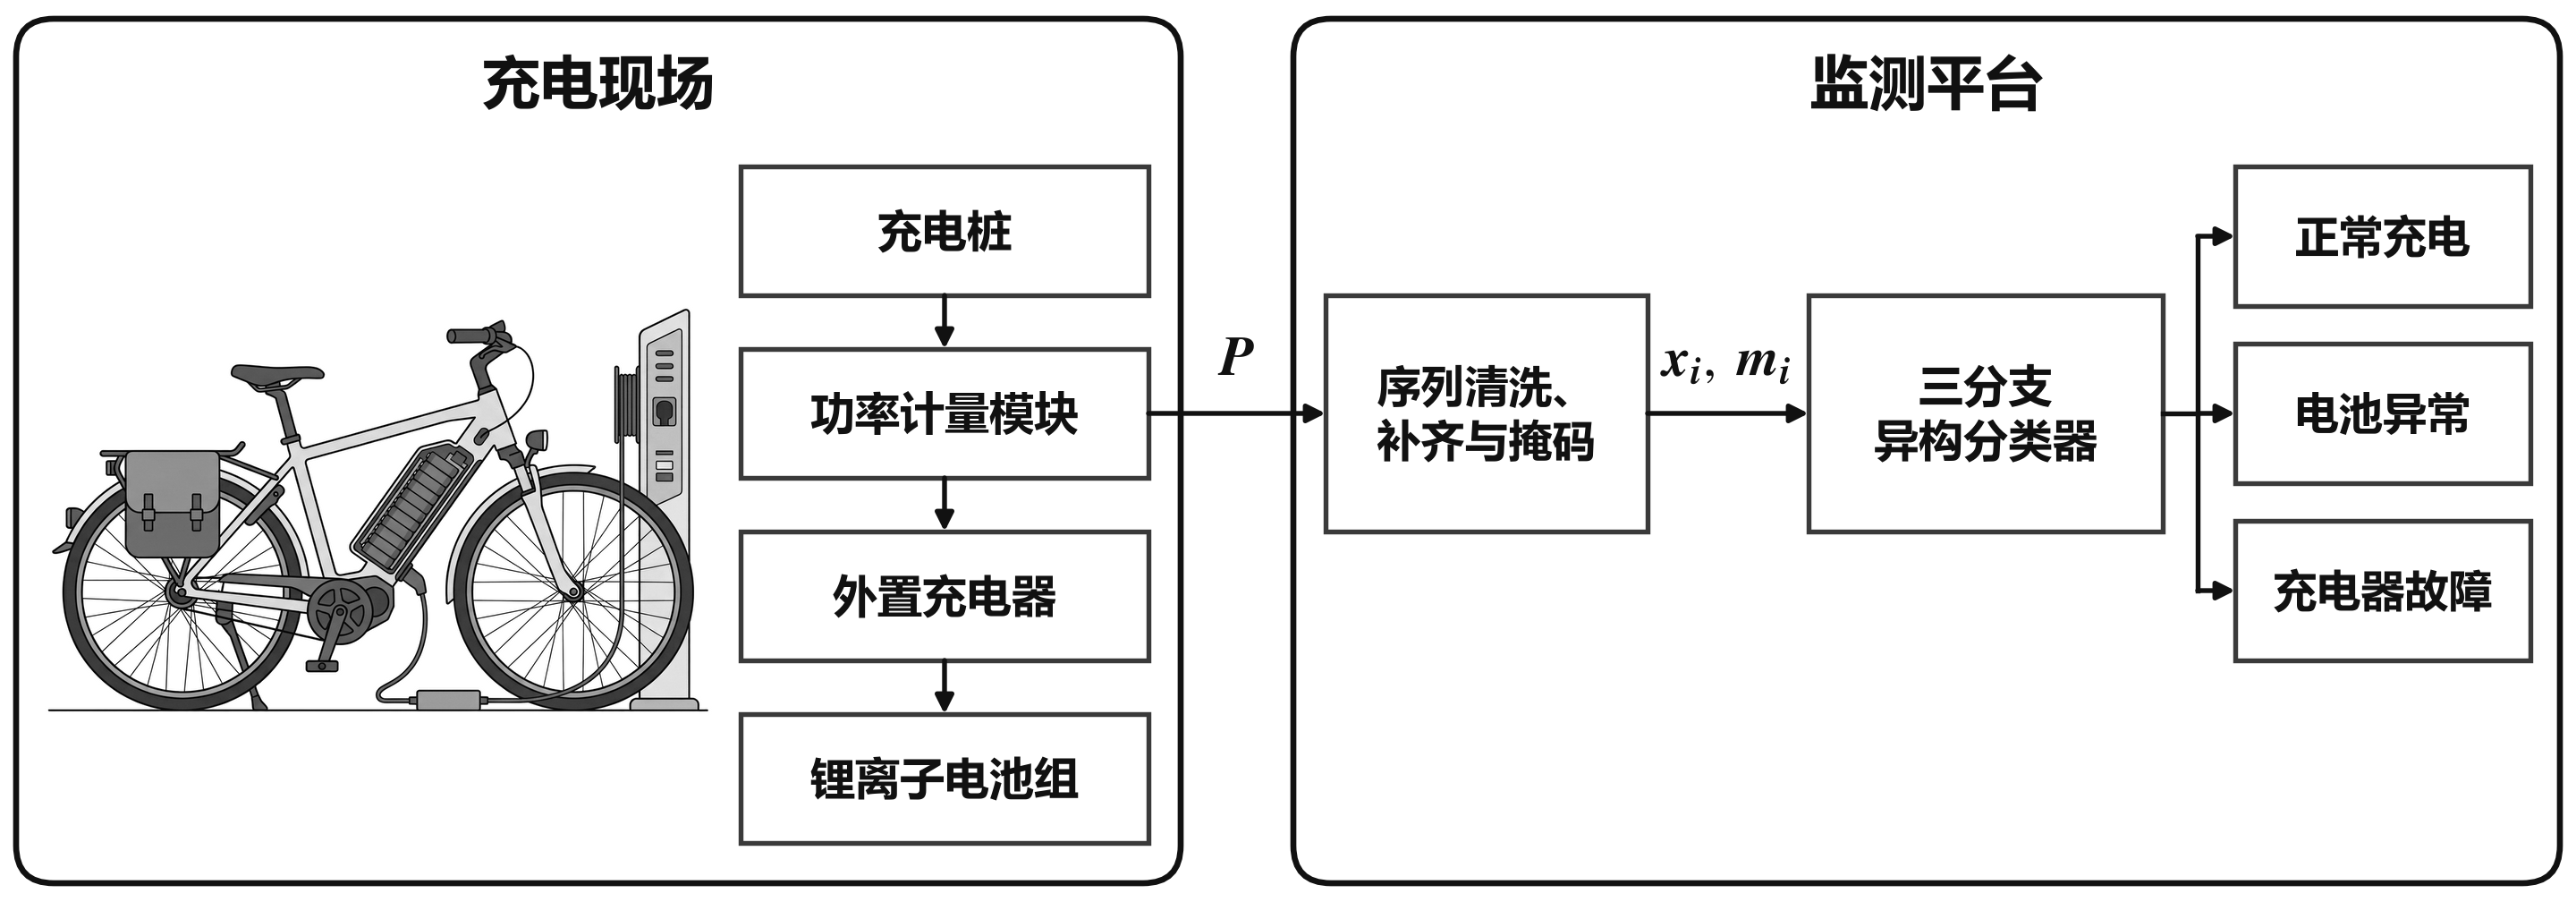 充电现场
充电桩
功率计量模块
外置充电器
锂离子电池组
P
监测平台
序列清洗、
补齐与掩码
xᵢ, mᵢ
三分支
异构分类器
正常充电
电池异常
充电器故障